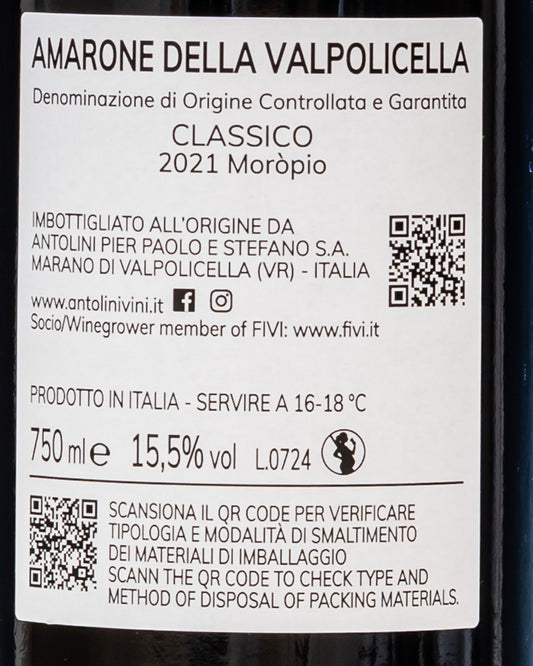 AMARONE DELLA VALPOLICELLA
Denominazione di Origine Controllata e Garantita
CLASSICO
2021 Moròpio
IMBOTTIGLIATO ALL'ORIGINE DA
ANTOLINI PIER PAOLO E STEFANO S.A.
MARANO DI VALPOLICELLA (VR) - ITALIA
www.antolinivini.it
Socio/Winegrower member of FIVI: www.fivi.it
PRODOTTO IN ITALIA - SERVIRE A 16-18 °C
750 ml e 15,5% vol L.0724
SCANSIONA IL QR CODE PER VERIFICARE
TIPOLOGIA E MODALITÀ DI SMALTIMENTO
DEI MATERIALI DI IMBALLAGGIO
SCANN THE QR CODE TO CHECK TYPE AND
METHOD OF DISPOSAL OF PACKING MATERIALS.